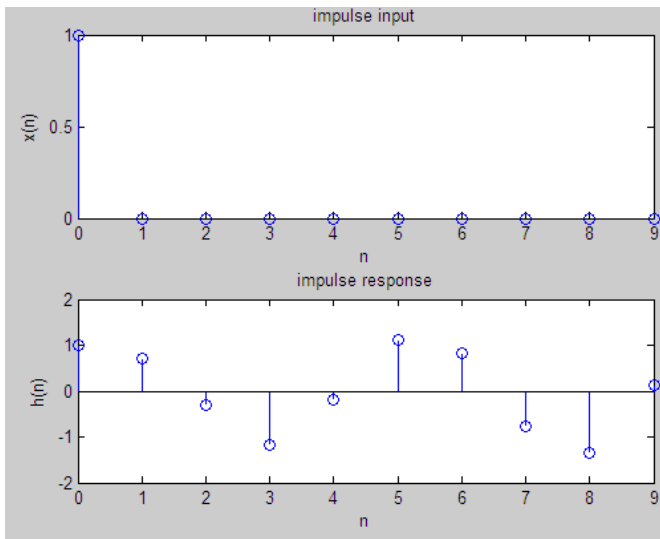 impulse input
1
0.5
0
x(n)
0 1 2 3 4 5 6 7 8 9
n
impulse response
2
1
0
-1
-2
h(n)
0 1 2 3 4 5 6 7 8 9
n